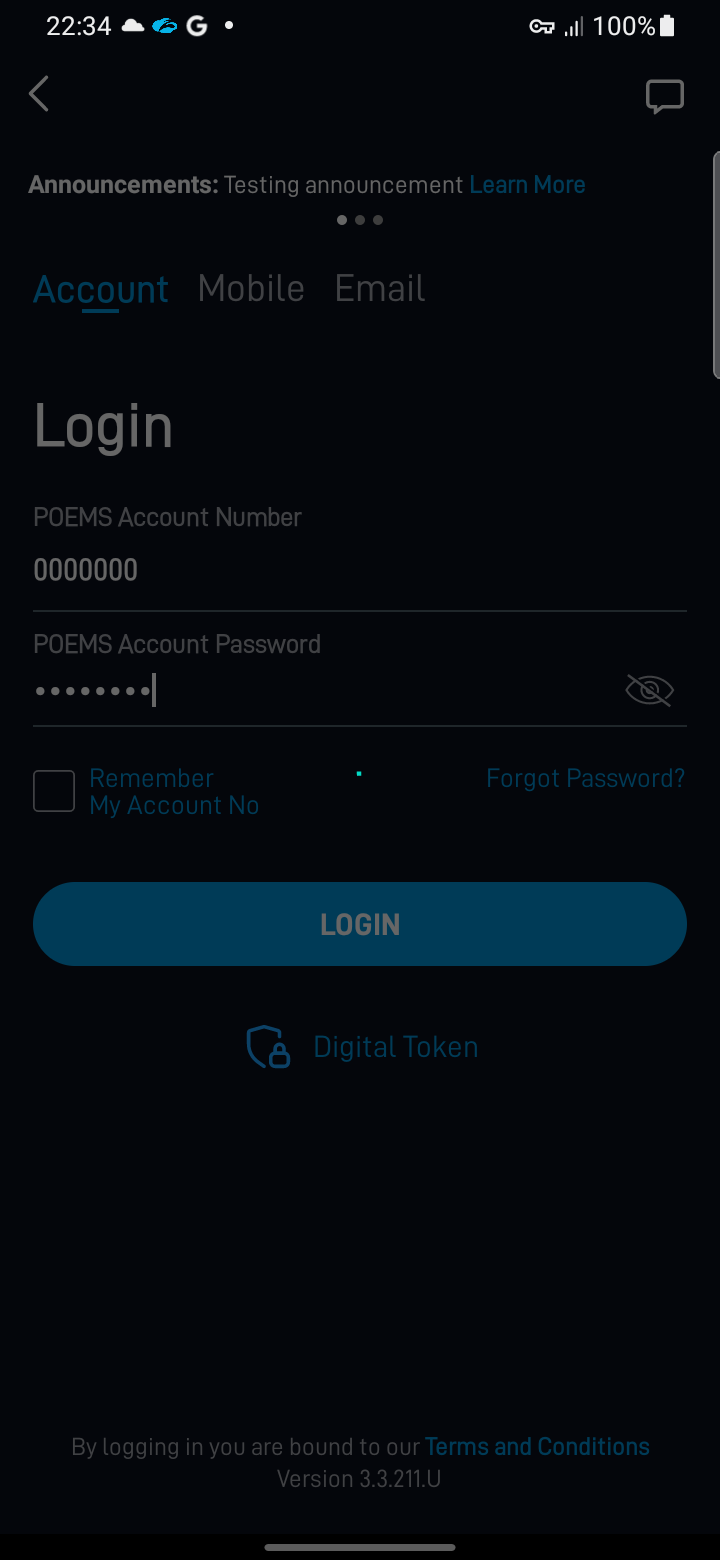 22:34 G 100%
Announcements: Testing announcement Learn More
Account Mobile Email
Login
POEMS Account Number
0000000
POEMS Account Password
••••••••
Remember
My Account No
Forgot Password?
LOGIN
Digital Token
By logging in you are bound to our Terms and Conditions
Version 3.3.211.U